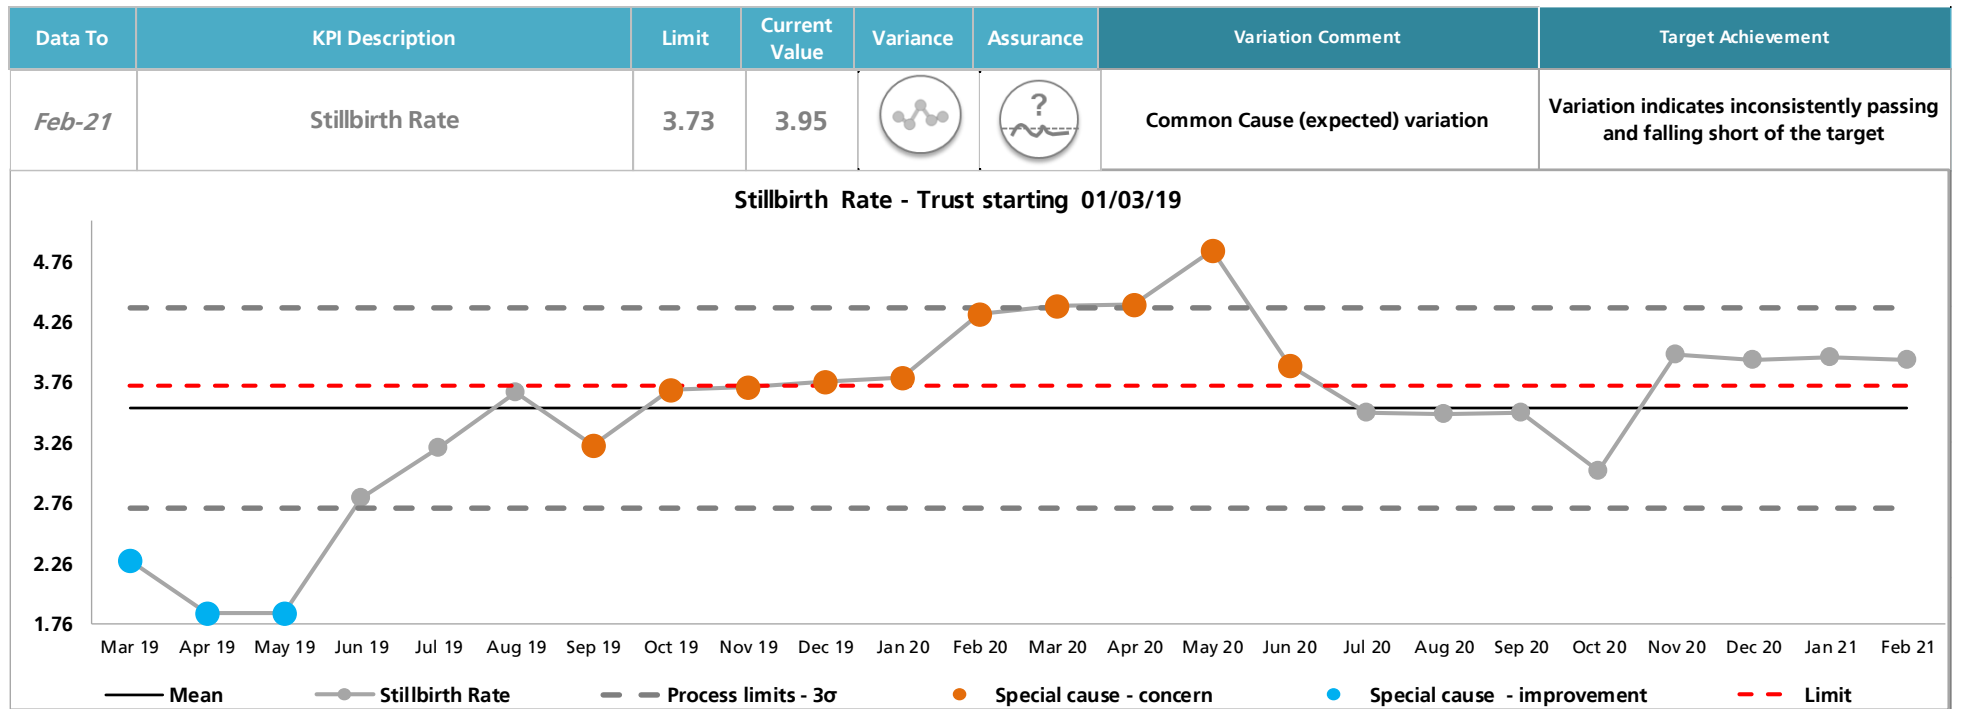 Data To KPI Description Limit Current Value Variance Assurance Variation Comment Target Achievement
Feb-21 Stillbirth Rate 3.73 3.95 ? Common Cause (expected) variation Variation indicates inconsistently passing and falling short of the target
Stillbirth Rate - Trust starting 01/03/19
4.76
4.26
3.76
3.26
2.76
2.26
1.76
Mar 19 Apr 19 May 19 Jun 19 Jul 19 Aug 19 Sep 19 Oct 19 Nov 19 Dec 19 Jan 20 Feb 20 Mar 20 Apr 20 May 20 Jun 20 Jul 20 Aug 20 Sep 20 Oct 20 Nov 20 Dec 20 Jan 21 Feb 21
Mean Stillbirth Rate Process limits - 3σ Special cause - concern Special cause - improvement Limit